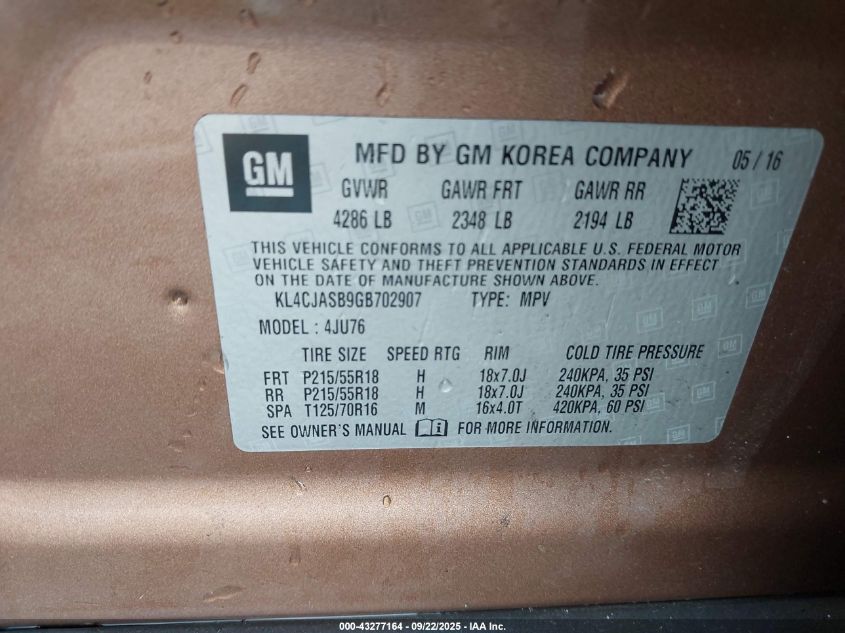 GM
MFD BY GM KOREA COMPANY 05 / 16
GVWR GAWR FRT GAWR RR
4286 LB 2348 LB 2194 LB
THIS VEHICLE CONFORMS TO ALL APPLICABLE U.S. FEDERAL MOTOR
VEHICLE SAFETY AND THEFT PREVENTION STANDARDS IN EFFECT
ON THE DATE OF MANUFACTURE SHOWN ABOVE.
KL4CJASB9GB702907 TYPE: MPV
MODEL : 4JU76
TIRE SIZE SPEED RTG RIM COLD TIRE PRESSURE
FRT P215/55R18 H 18x7.0J 240KPA, 35 PSI
RR P215/55R18 H 18x7.0J 240KPA, 35 PSI
SPA T125/70R16 M 16x4.0T 420KPA, 60 PSI
SEE OWNER'S MANUAL FOR MORE INFORMATION.
000-43277164 - 09/22/2025 - IAA Inc.